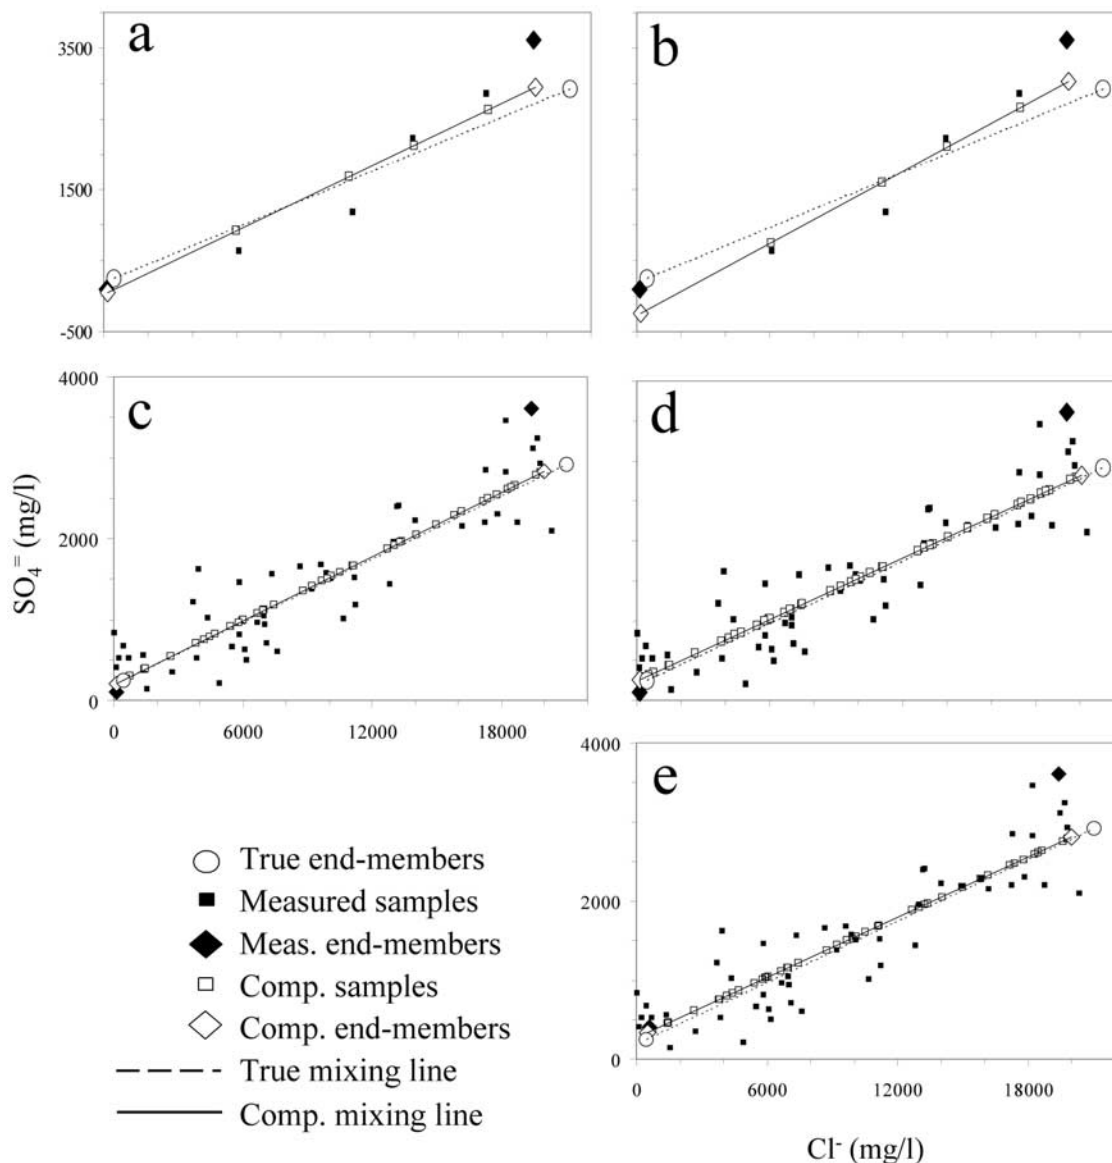 a
b
3500
1500
-500
c
d
4000
2000
0
0 6000 12000 18000
SO₄⁼ (mg/l)
e
4000
2000
0
0 6000 12000 18000
Cl⁻ (mg/l)
True end-members
Measured samples
Meas. end-members
Comp. samples
Comp. end-members
True mixing line
Comp. mixing line